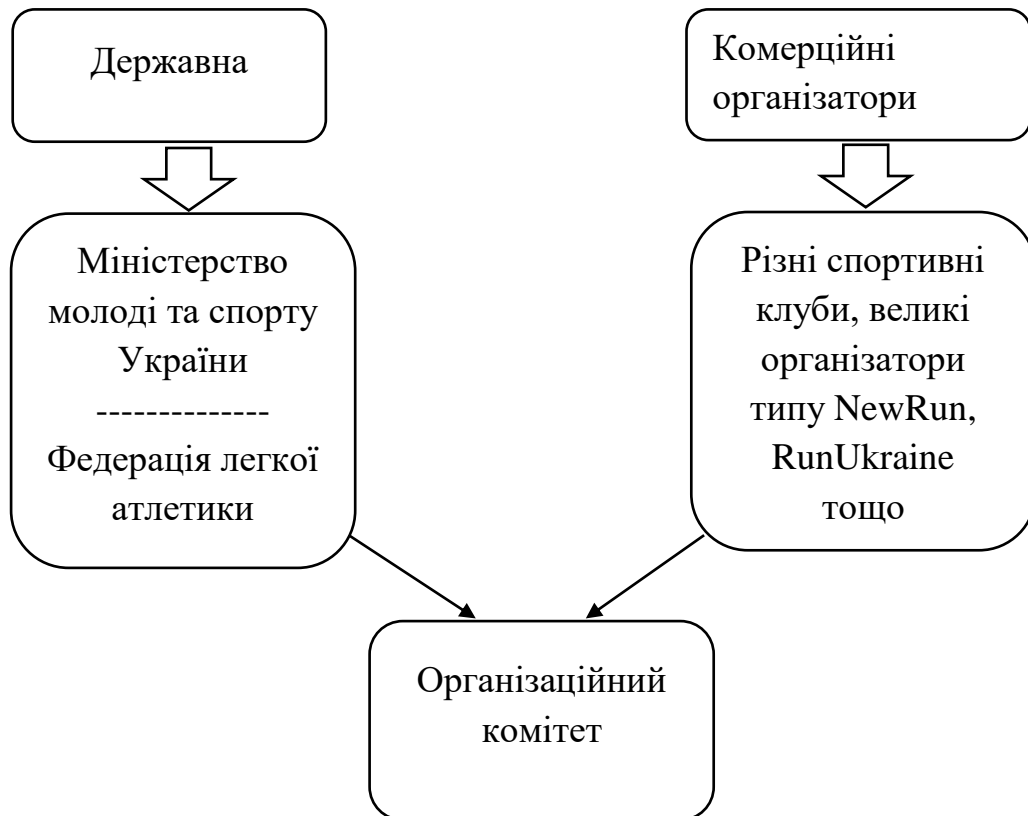 Державна
Комерційні
організатори
Міністерство
молоді та спорту
України
--------------
Федерація легкої
атлетики
Різні спортивні
клуби, великі
організатори
типу NewRun,
RunUkraine
тощо
Організаційний
комітет